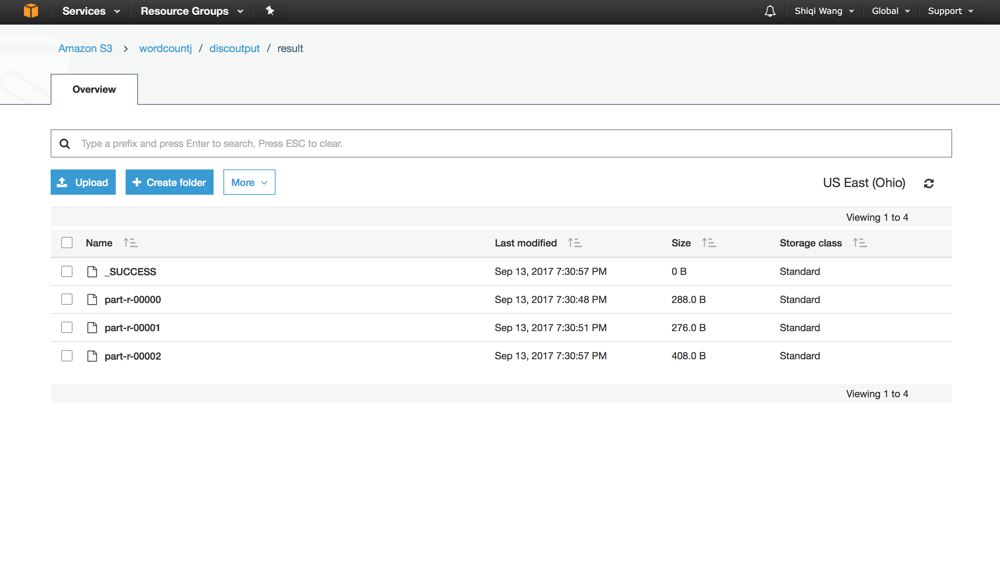 Services Resource Groups Shiqi Wang Global Support
Amazon S3 > wordcountj / discoutput / result
Overview
Type a prefix and press Enter to search. Press ESC to clear.
Upload + Create folder More US East (Ohio)
Viewing 1 to 4
Name Last modified Size Storage class
_SUCCESS Sep 13, 2017 7:30:57 PM 0 B Standard
part-r-00000 Sep 13, 2017 7:30:48 PM 288.0 B Standard
part-r-00001 Sep 13, 2017 7:30:51 PM 276.0 B Standard
part-r-00002 Sep 13, 2017 7:30:57 PM 408.0 B Standard
Viewing 1 to 4